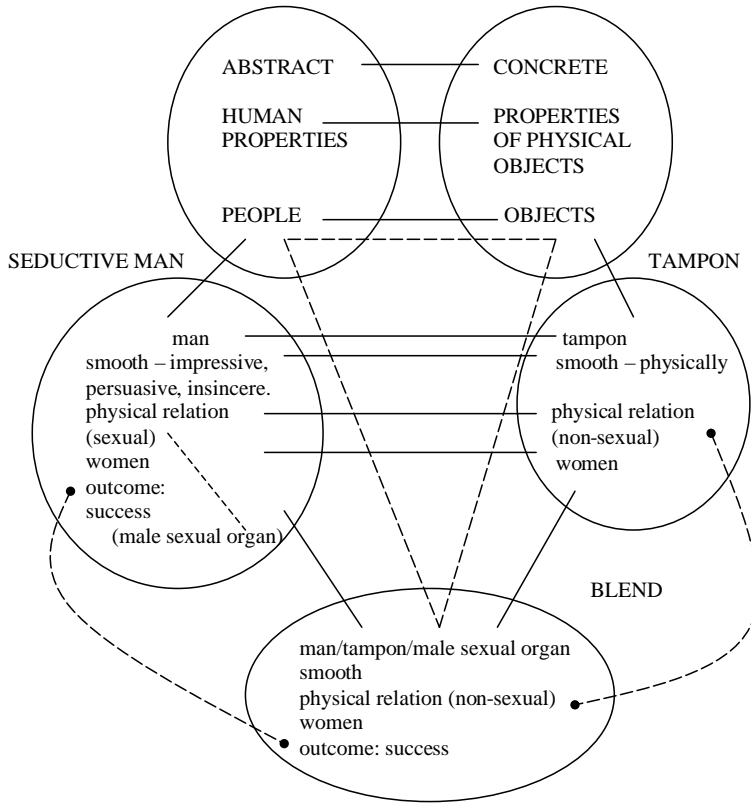 ABSTRACT
CONCRETE
HUMAN
PROPERTIES
PROPERTIES
OF PHYSICAL
OBJECTS
PEOPLE
OBJECTS
SEDUCTIVE MAN
TAMPON
man
smooth – impressive,
persuasive, insincere.
physical relation
(sexual)
women
outcome:
success
(male sexual organ)
tampon
smooth – physically
physical relation
(non-sexual)
women
BLEND
man/tampon/male sexual organ
smooth
physical relation (non-sexual)
women
outcome: success